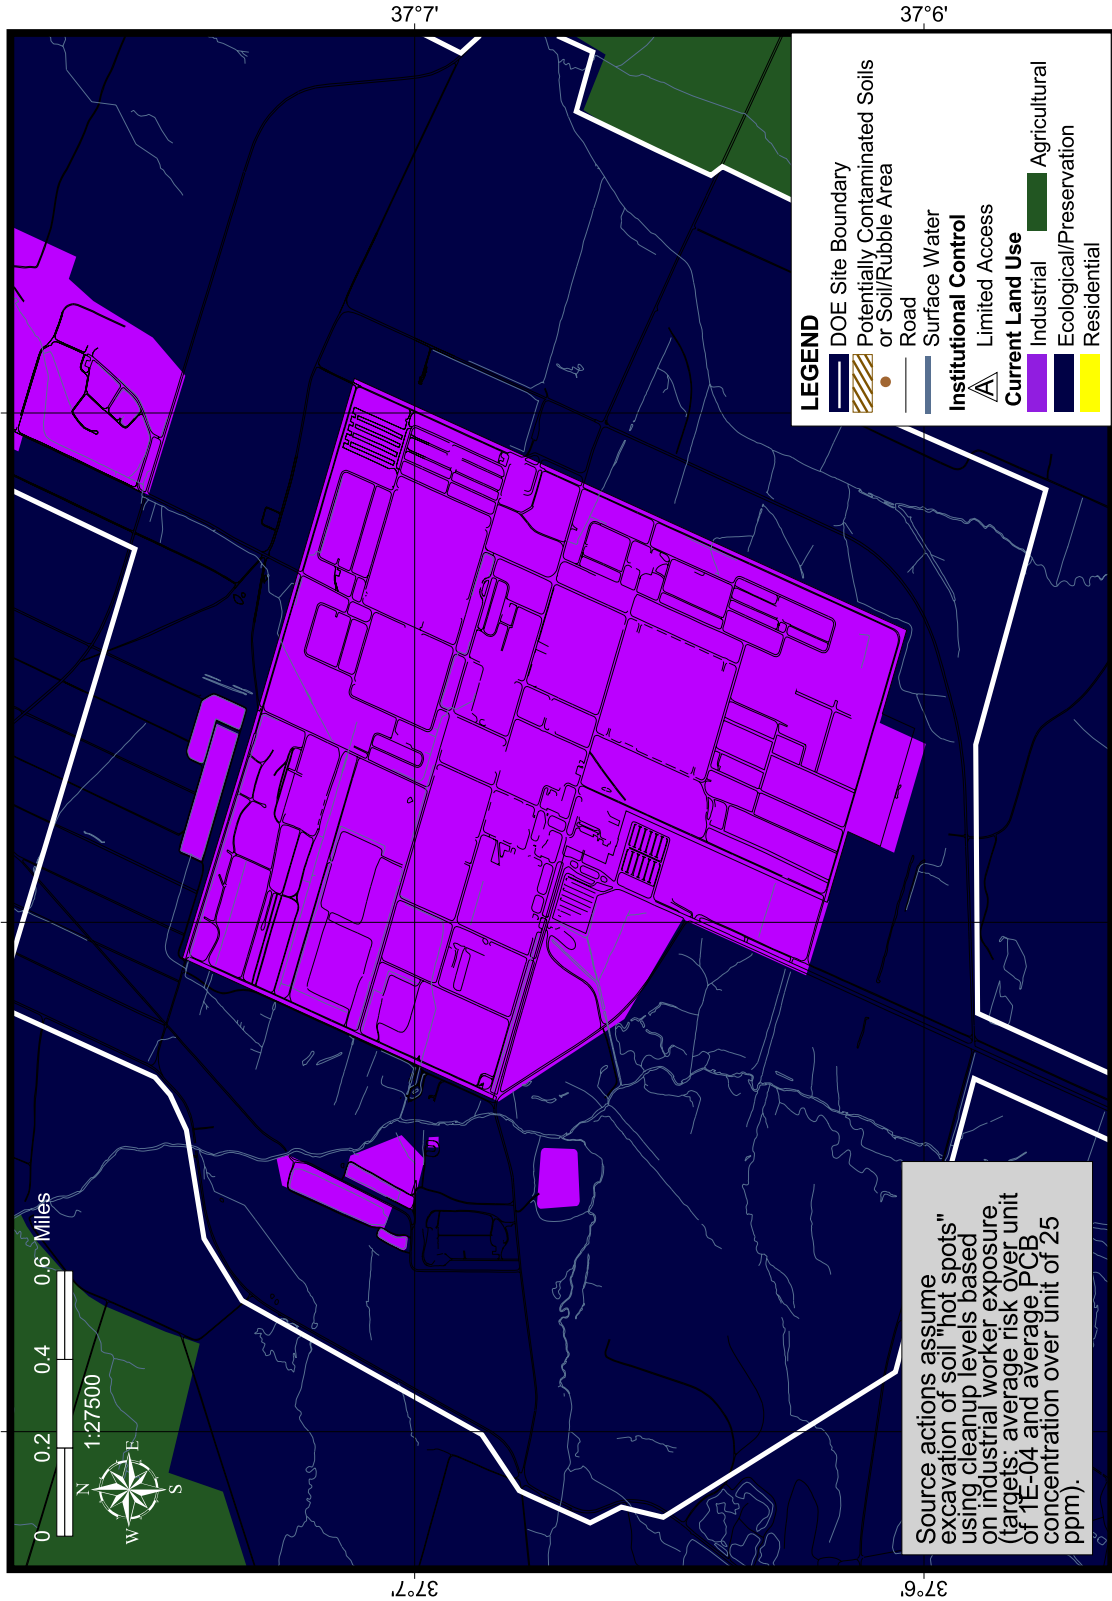 37°7'
37°6'
LEGEND
DOE Site Boundary
Potentially Contaminated Soils
or Soil/Rubble Area
Road
Surface Water
Institutional Control
A
Limited Access
Current Land Use
Industrial
Agricultural
Ecological/Preservation
Residential
0 0.2 0.4 0.6 Miles
1:27500
N
W E
S
Source actions assume
excavation of soil "hot spots"
using cleanup levels based
on industrial worker exposure
(targets: average risk over unit
of 1E-04 and average PCB
concentration over unit of 25
ppm).
37°7'
37°6'